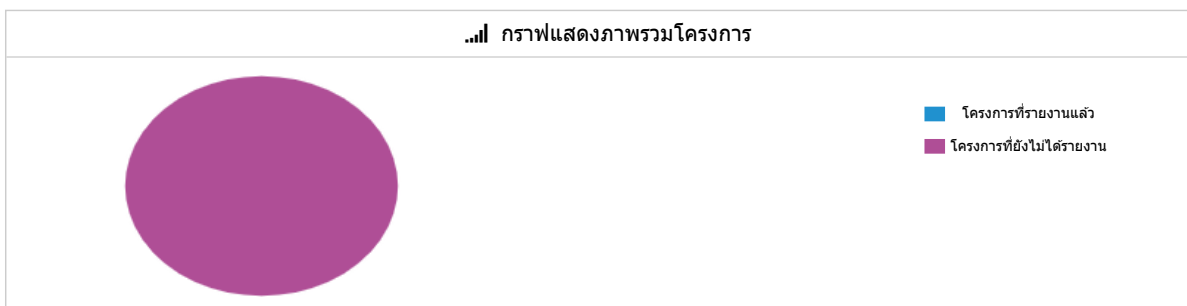 กราฟแสดงภาพรวมโครงการ
โครงการที่รายงานแล้ว
โครงการที่ยังไม่ได้รายงาน